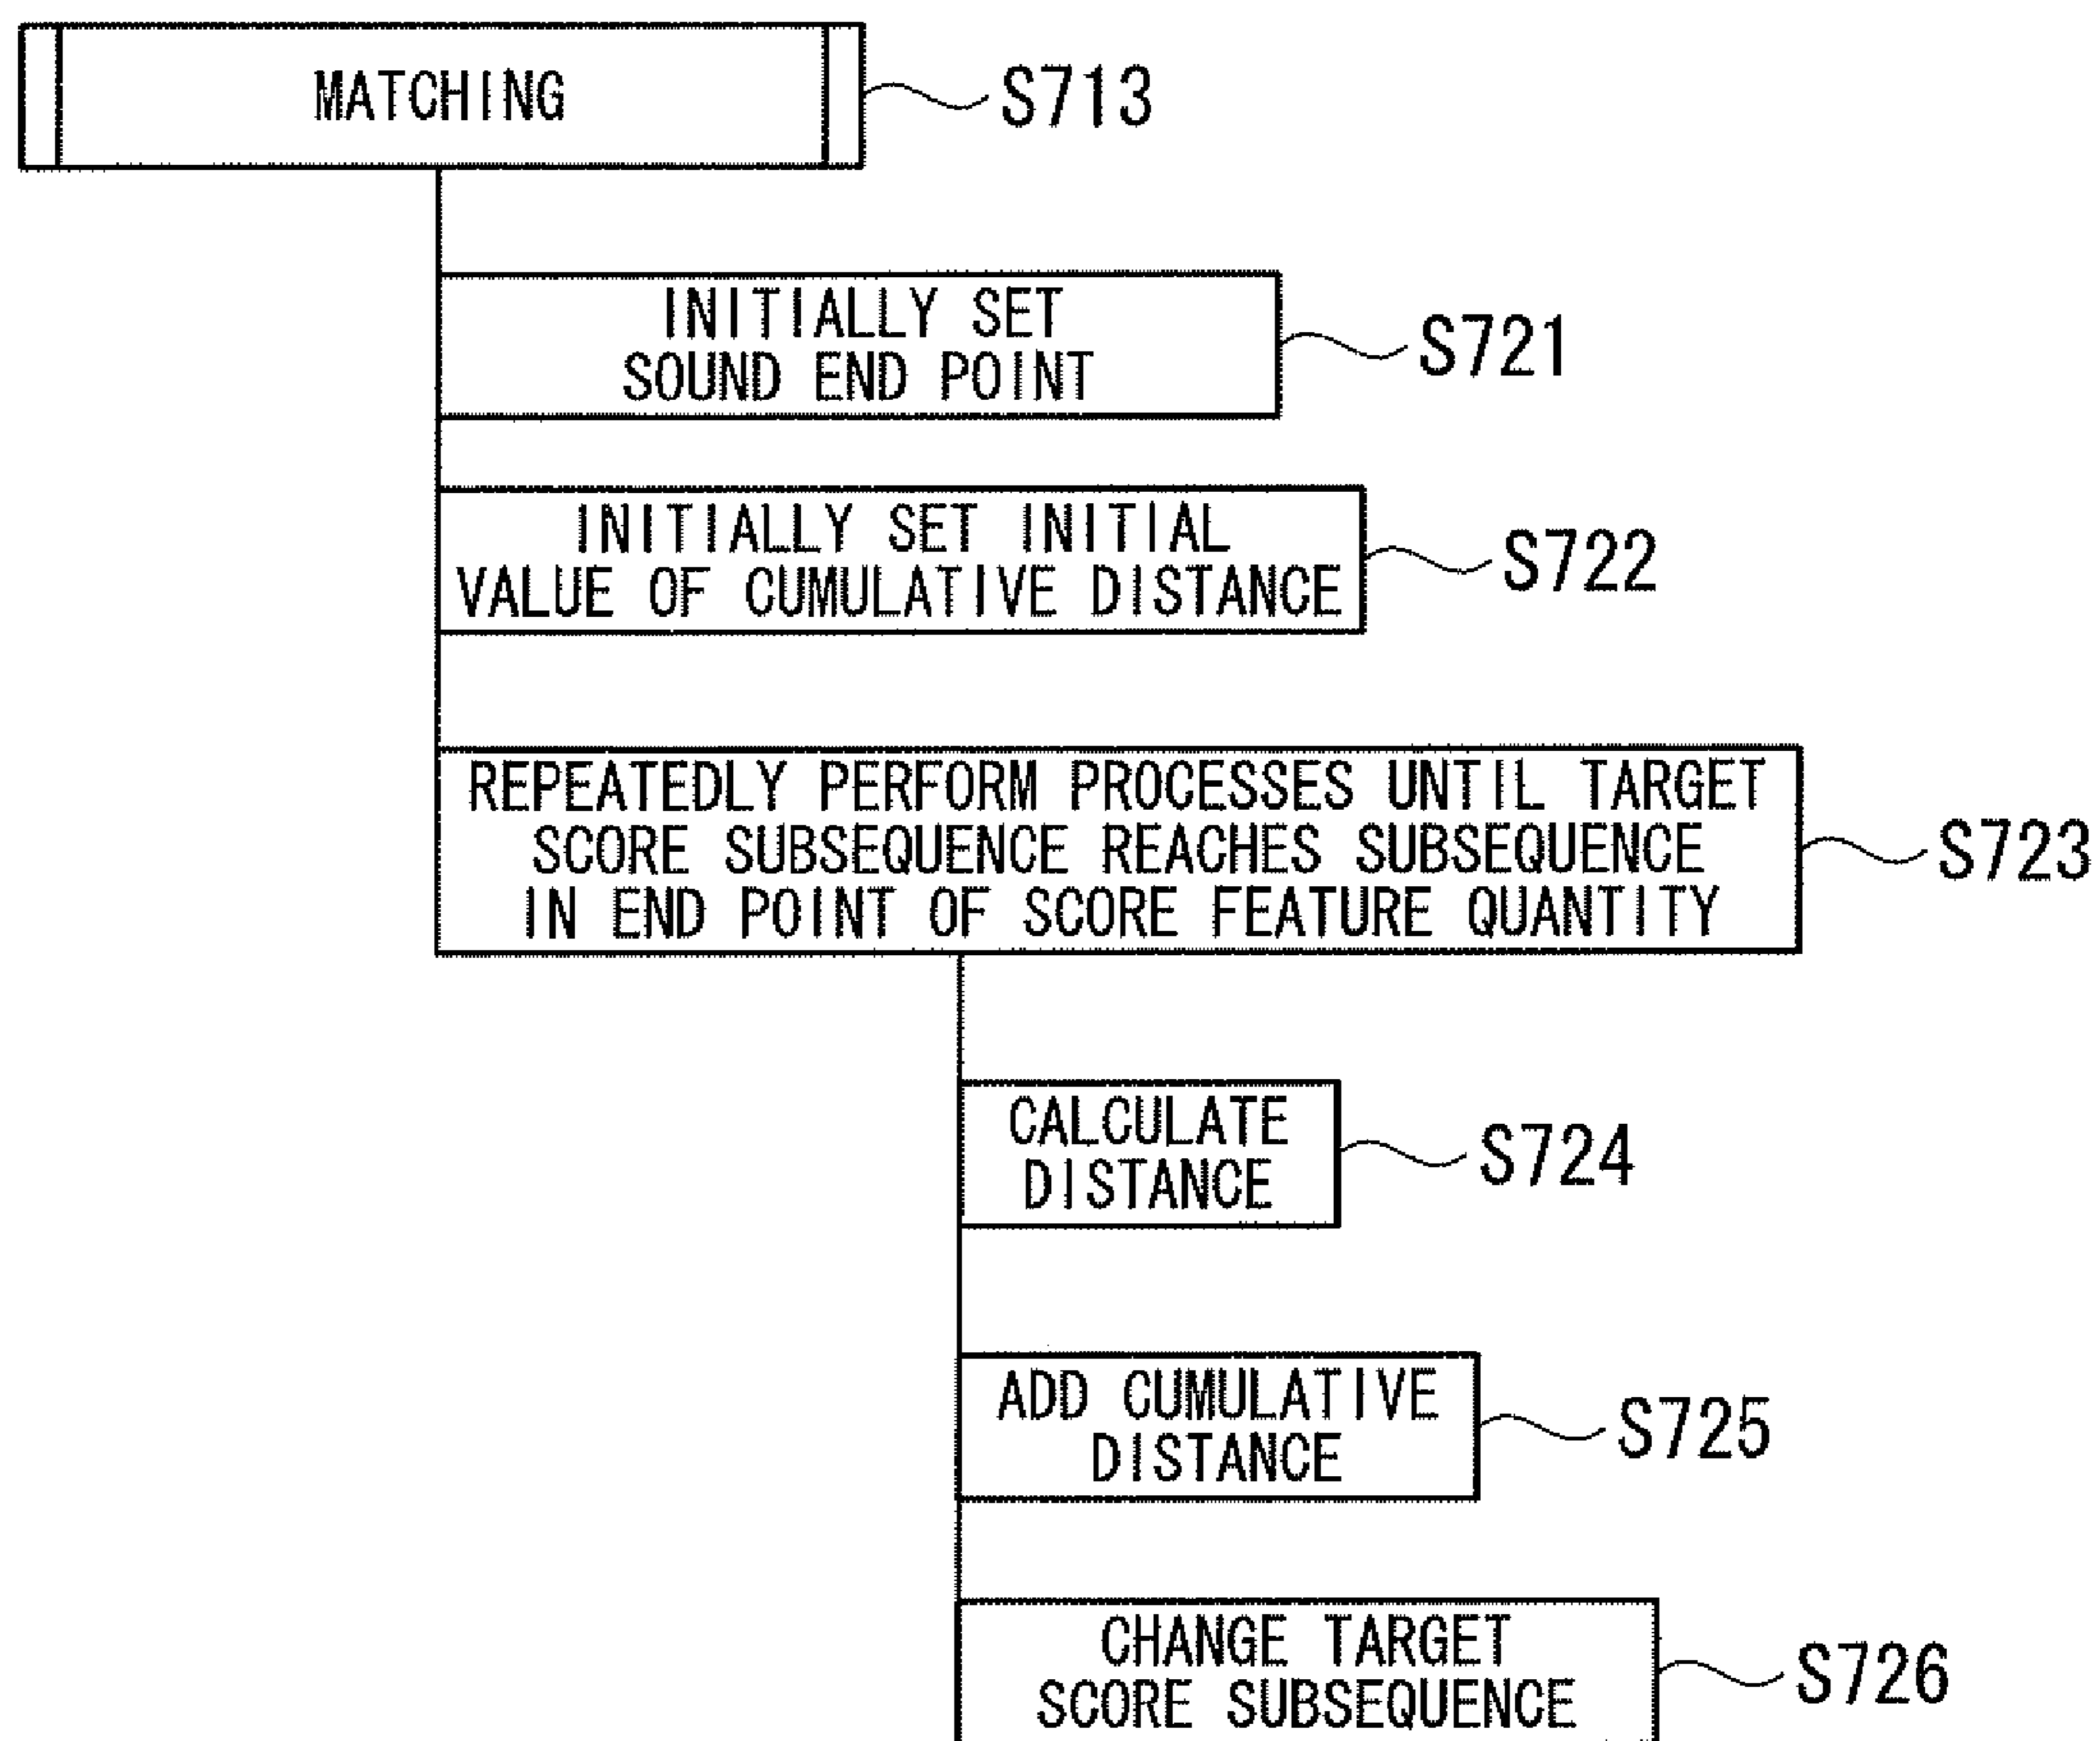 MATCHING
S713
INITIALLY SET
SOUND END POINT
S721
INITIALLY SET INITIAL
VALUE OF CUMULATIVE DISTANCE
S722
REPEATEDLY PERFORM PROCESSES UNTIL TARGET
SCORE SUBSEQUENCE REACHES SUBSEQUENCE
IN END POINT OF SCORE FEATURE QUANTITY
S723
CALCULATE
DISTANCE
S724
ADD CUMULATIVE
DISTANCE
S725
CHANGE TARGET
SCORE SUBSEQUENCE
S726